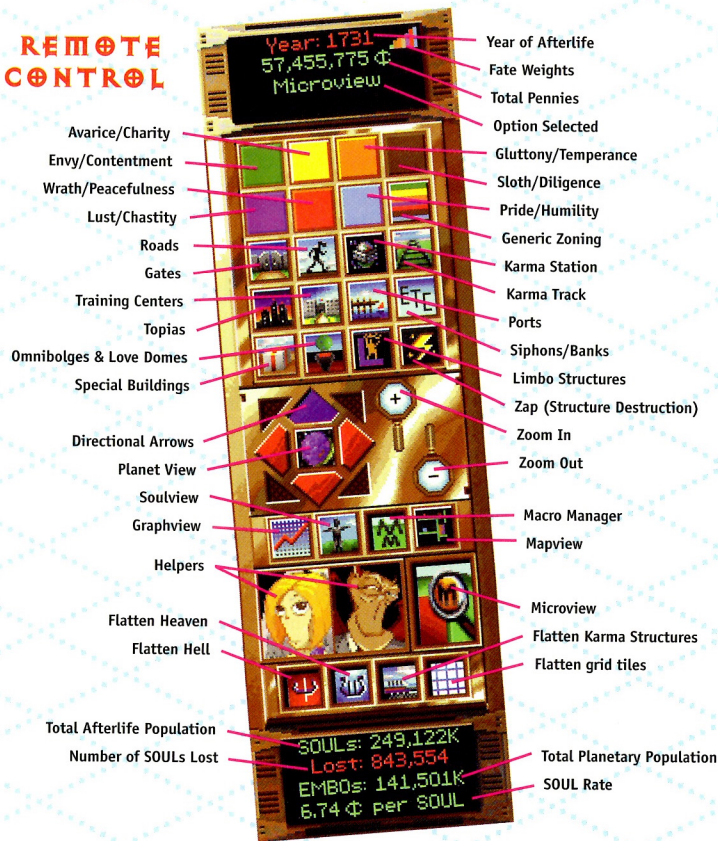 REMOTE
CONTROL
Year: 1731
57,455,775 ₵
Microview
Year of Afterlife
Fate Weights
Total Pennies
Option Selected
Avarice/Charity
Envy/Contentment
Wrath/Peacefulness
Lust/Chastity
Roads
Gates
Training Centers
Topias
Omnibolges & Love Domes
Special Buildings
Gluttony/Temperance
Sloth/Diligence
Pride/Humility
Generic Zoning
Karma Station
Karma Track
Ports
Siphons/Banks
Limbo Structures
Zap (Structure Destruction)
ETC
Directional Arrows
Planet View
Soulview
Graphview
Helpers
Zoom In
Zoom Out
+
−
Macro Manager
Mapview
M
Microview
Flatten Heaven
Flatten Hell
Flatten Karma Structures
Flatten grid tiles
Total Afterlife Population
Number of SOULs Lost
SOULs: 249,122K
Lost: 843,554
EMBOs: 141,501K
6.74 ₵ per SOUL
Total Planetary Population
SOUL Rate